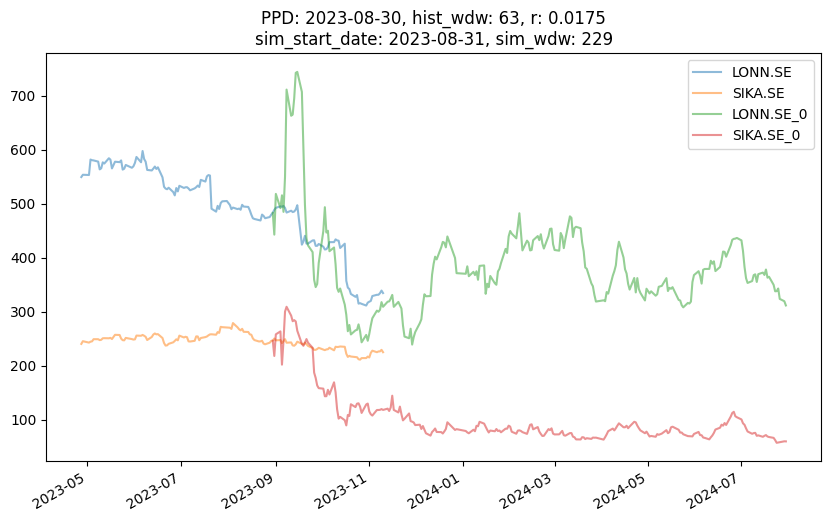 PPD: 2023-08-30, hist_wdw: 63, r: 0.0175
sim_start_date: 2023-08-31, sim_wdw: 229
LONN.SE
SIKA.SE
LONN.SE_0
SIKA.SE_0
700
600
500
400
300
200
100
2023-05
2023-07
2023-09
2023-11
2024-01
2024-03
2024-05
2024-07